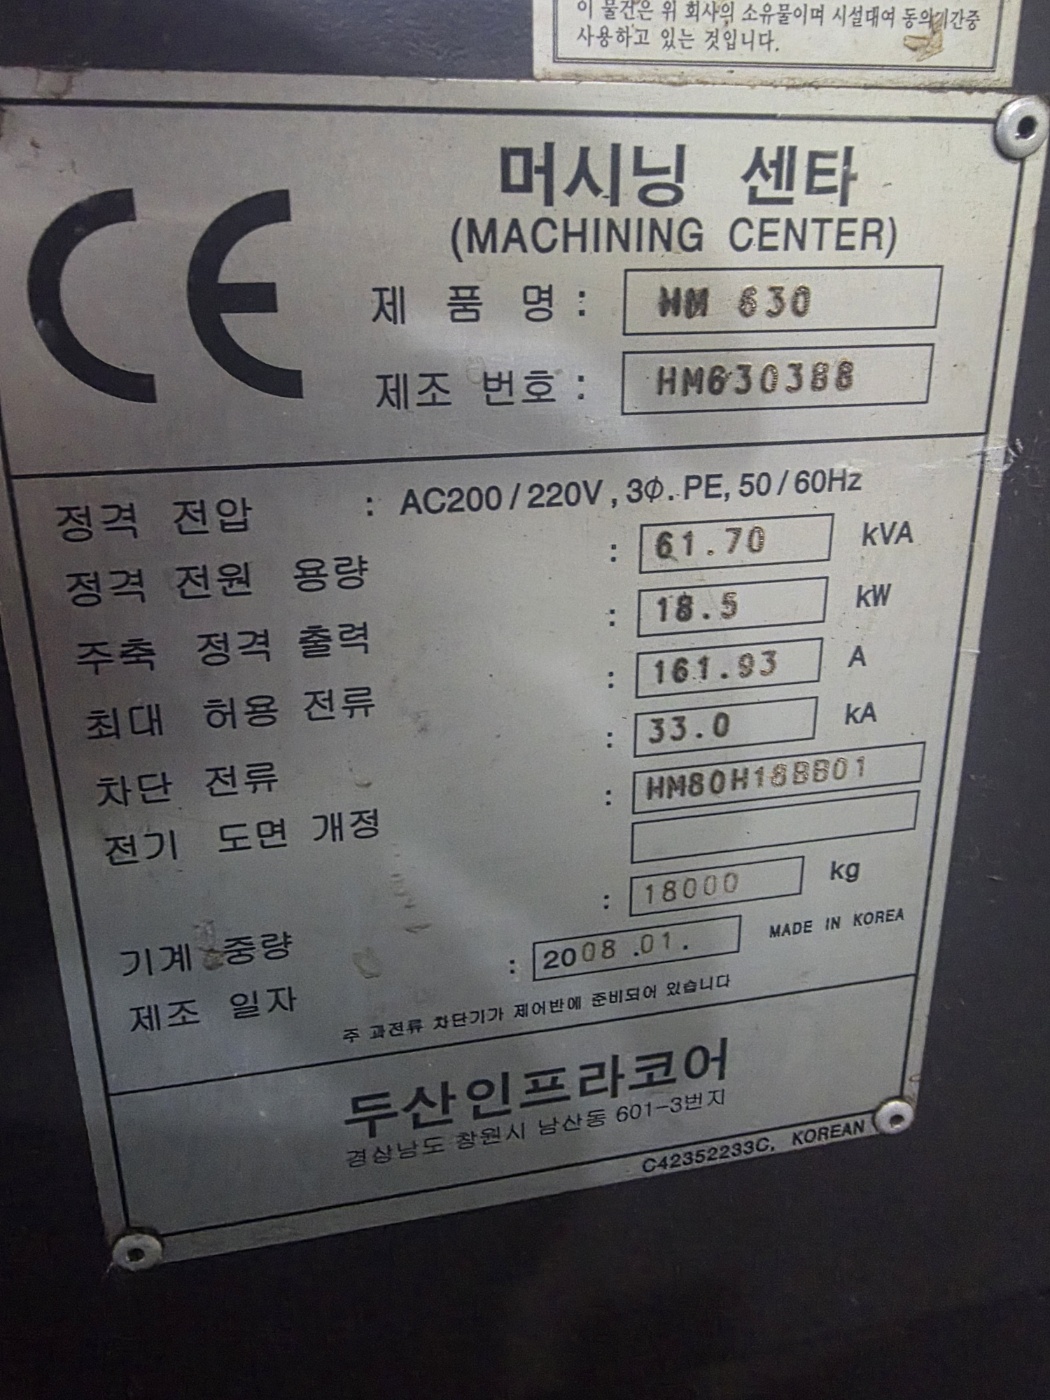 이 물건은 위 회사의 소유물이며 시설대여 동의기간중
사용하고 있는 것입니다.
CE
머시닝 센타
(MACHINING CENTER)
제 품 명 : HM 630
제조 번호 : HM630388
정격 전압 : AC200/220V, 3Φ. PE, 50/60Hz
정격 전원 용량 : 61.70 kVA
주축 정격 출력 : 18.5 kW
최대 허용 전류 : 161.93 A
차단 전류 : 33.0 kA
전기 도면 개정 : HM80H188B01
기계 중량 : 18000 kg
제조 일자 : 2008.01.
MADE IN KOREA
주 과전류 차단기가 제어반에 준비되어 있습니다
두산인프라코어
경상남도 창원시 남산동 601-3번지
C42352233C, KOREAN